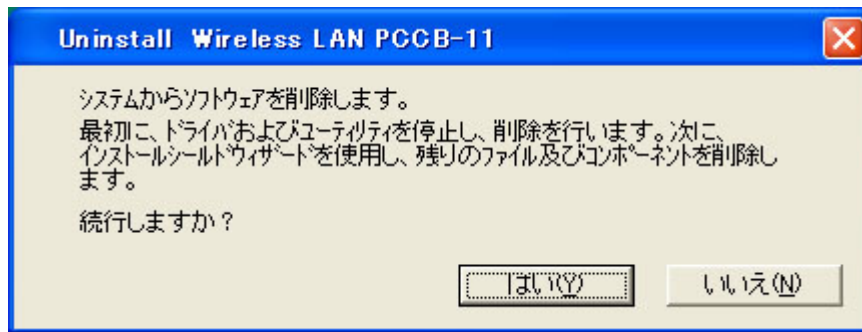 Uninstall Wireless LAN PCCB-11
システムからソフトウェアを削除します。
最初に、ドライバおよびユーティリティを停止し、削除を行います。次に、
インストールシールドウィザードを使用し、残りのファイル及びコンポーネントを削除し
ます。
続行しますか？
はい(Y) いいえ(N)